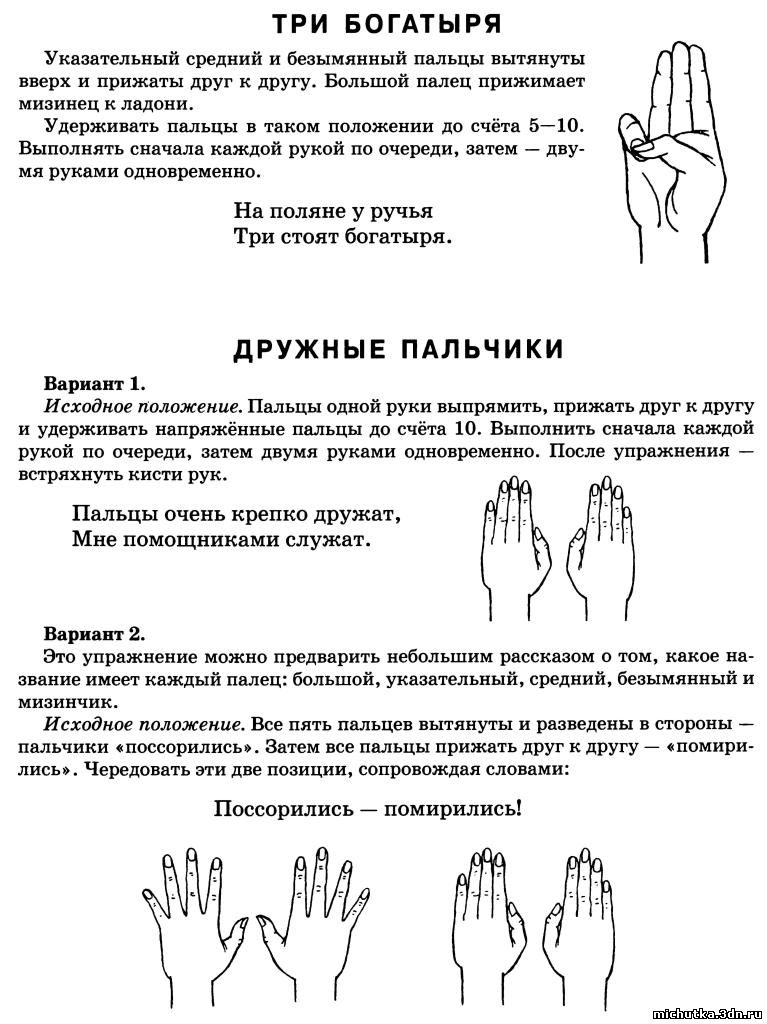 ТРИ БОГАТЫРЯ
Указательный средний и безымянный пальцы вытянуты
вверх и прижаты друг к другу. Большой палец прижимает
мизинец к ладони.
Удерживать пальцы в таком положении до счёта 5—10.
Выполнять сначала каждой рукой по очереди, затем — дву-
мя руками одновременно.
На поляне у ручья
Три стоят богатыря.
ДРУЖНЫЕ ПАЛЬЧИКИ
Вариант 1.
Исходное положение. Пальцы одной руки выпрямить, прижать друг к другу
и удерживать напряжённые пальцы до счёта 10. Выполнить сначала каждой
рукой по очереди, затем двумя руками одновременно. После упражнения —
встряхнуть кисти рук.
Пальцы очень крепко дружат,
Мне помощниками служат.
Вариант 2.
Это упражнение можно предварить небольшим рассказом о том, какое на-
звание имеет каждый палец: большой, указательный, средний, безымянный и
мизинчик.
Исходное положение. Все пять пальцев вытянуты и разведены в стороны —
пальчики «поссорились». Затем все пальцы прижать друг к другу — «помири-
лись». Чередовать эти две позиции, сопровождая словами:
Поссорились — помирились!
michutka.3dn.ru